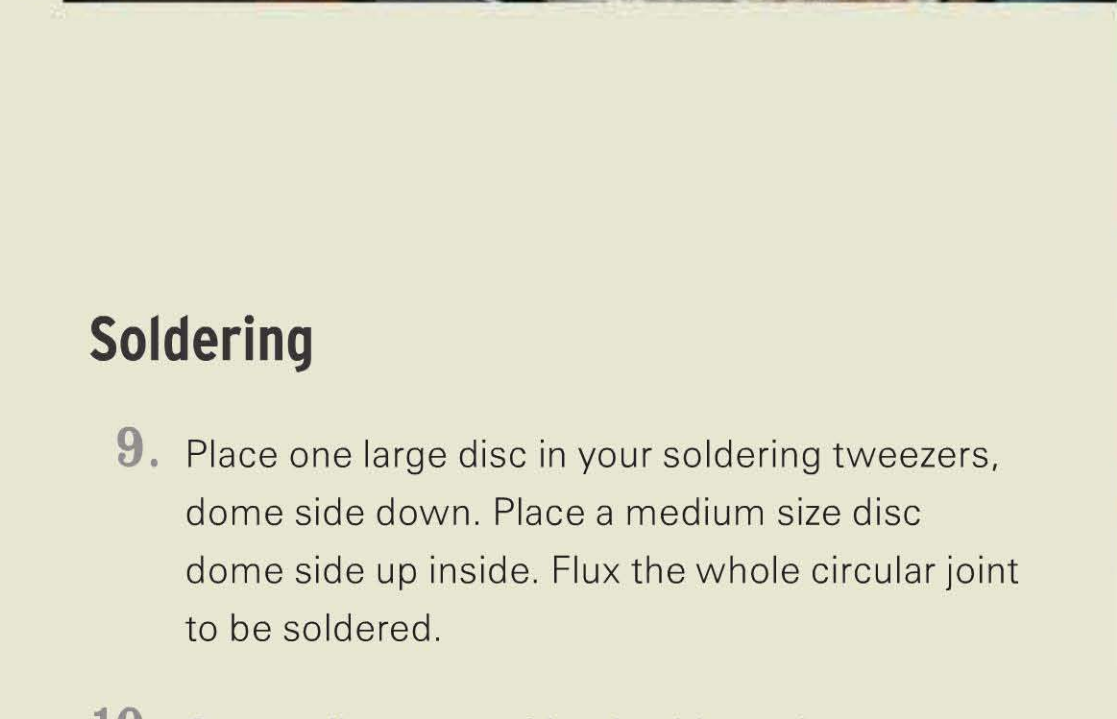 Soldering
9. Place one large disc in your soldering tweezers,
dome side down. Place a medium size disc
dome side up inside. Flux the whole circular joint
to be soldered.
10.